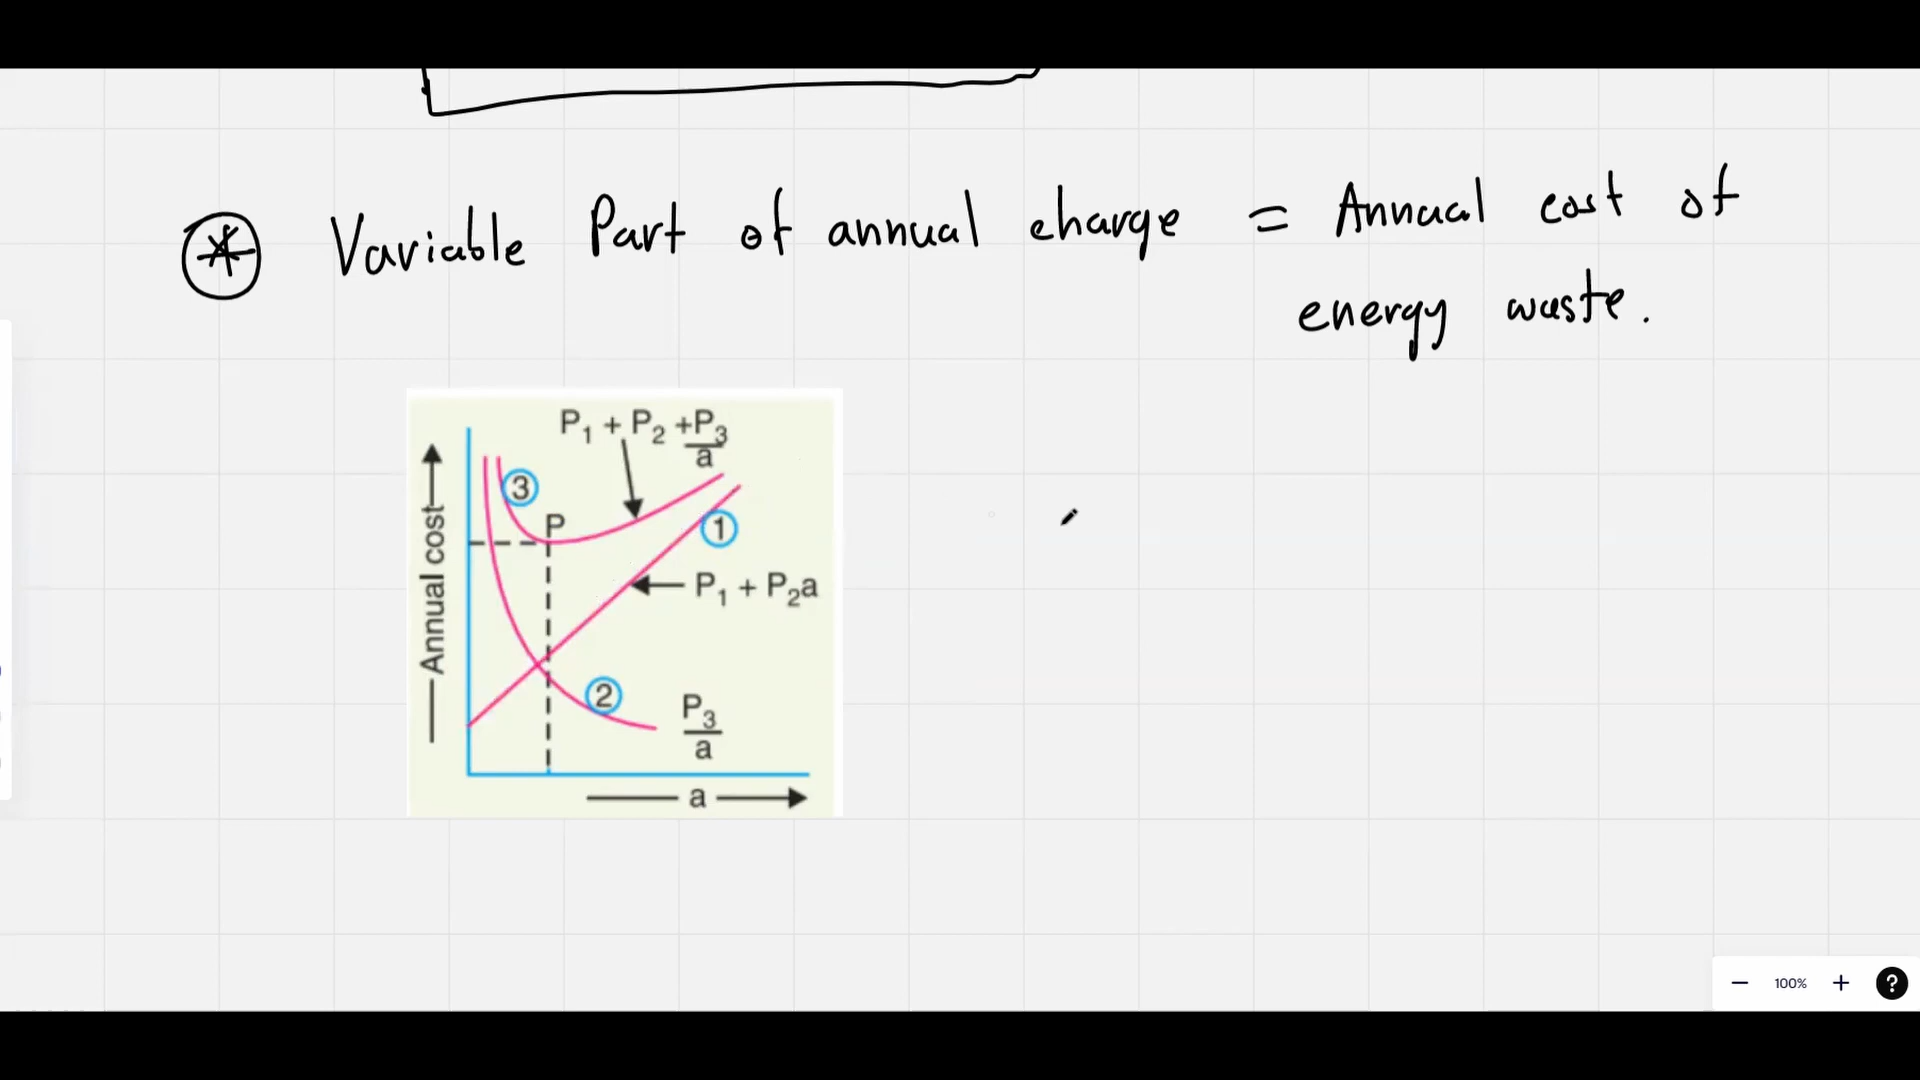 * Variable Part of annual charge = Annual cost of
energy waste.
P₁ + P₂ + P₃/a
③
P
①
Annual cost
P₁ + P₂a
②
P₃/a
a
− 100% + ?